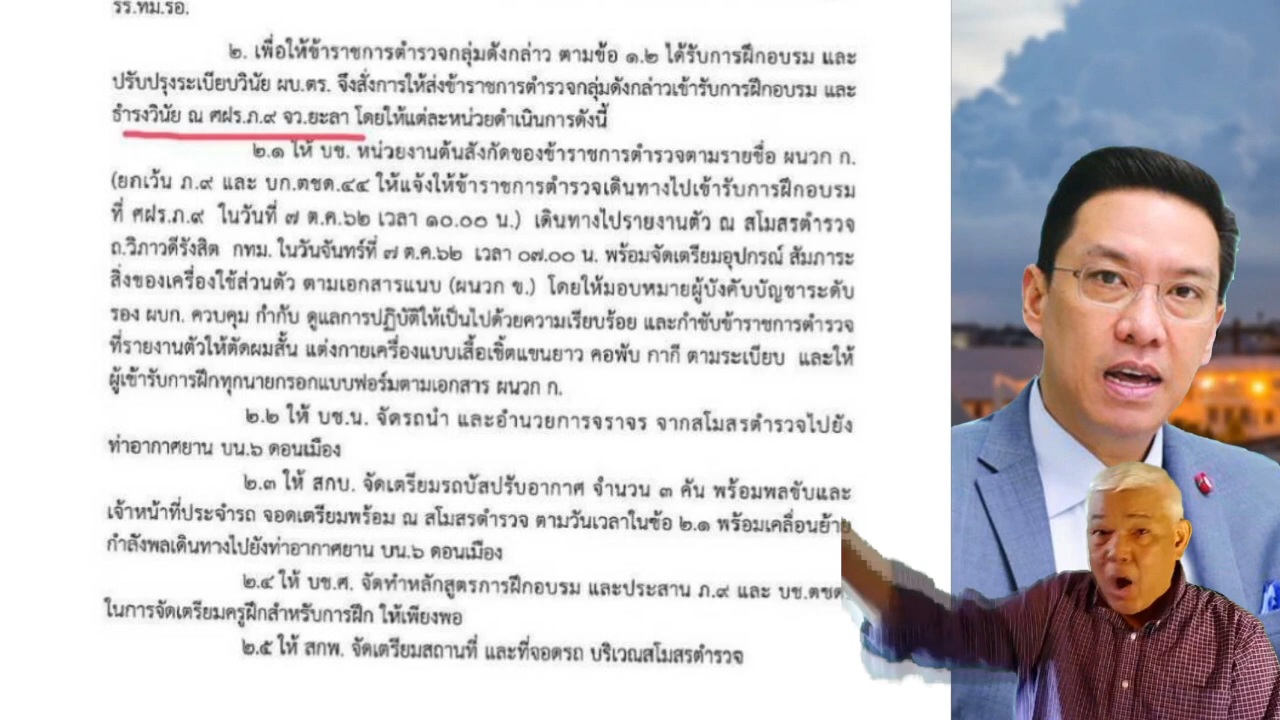 รร.ทม.รอ.
๒. เพื่อให้ข้าราชการตำรวจกลุ่มดังกล่าว ตามข้อ ๑.๒ ได้รับการฝึกอบรม และ
ปรับปรุงระเบียบวินัย ผบ.ตร. จึงสั่งการให้ส่งข้าราชการตำรวจกลุ่มดังกล่าวเข้ารับการฝึกอบรม และ
ธำรงวินัย ณ ศฝร.ภ.๙ จว.ยะลา โดยให้แต่ละหน่วยดำเนินการดังนี้
๒.๑ ให้ บช. หน่วยงานต้นสังกัดของข้าราชการตำรวจตามรายชื่อ ผนวก ก.
(ยกเว้น ภ.๙ และ บก.ตชด.๔๔ ให้แจ้งให้ข้าราชการตำรวจเดินทางไปเข้ารับการฝึกอบรม
ที่ ศฝร.ภ.๙ ในวันที่ ๗ ต.ค.๖๒ เวลา ๑๐.๐๐ น.) เดินทางไปรายงานตัว ณ สโมสรตำรวจ
ถ.วิภาวดีรังสิต กทม. ในวันจันทร์ที่ ๗ ต.ค.๖๒ เวลา ๐๗.๐๐ น. พร้อมจัดเตรียมอุปกรณ์ สัมภาระ
สิ่งของเครื่องใช้ส่วนตัว ตามเอกสารแนบ (ผนวก ข.) โดยให้มอบหมายผู้บังคับบัญชาระดับ
รอง ผบก. ควบคุม กำกับ ดูแลการปฏิบัติให้เป็นไปด้วยความเรียบร้อย และกำชับข้าราชการตำรวจ
ที่รายงานตัวให้ตัดผมสั้น แต่งกายเครื่องแบบเสื้อเชิ้ตแขนยาว คอพับ กากี ตามระเบียบ และให้
ผู้เข้ารับการฝึกทุกนายกรอกแบบฟอร์มตามเอกสาร ผนวก ก.
๒.๒ ให้ บช.น. จัดรถนำ และอำนวยการจราจร จากสโมสรตำรวจไปยัง
ท่าอากาศยาน บน.๖ ดอนเมือง
๒.๓ ให้ สกบ. จัดเตรียมรถบัสปรับอากาศ จำนวน ๓ คัน พร้อมพลขับและ
เจ้าหน้าที่ประจำรถ จอดเตรียมพร้อม ณ สโมสรตำรวจ ตามวันเวลาในข้อ ๒.๑ พร้อมเคลื่อนย้าย
กำลังพลเดินทางไปยังท่าอากาศยาน บน.๖ ดอนเมือง
๒.๔ ให้ บช.ศ. จัดทำหลักสูตรการฝึกอบรม และประสาน ภ.๙ และ บช.ตชด.
ในการจัดเตรียมครูฝึกสำหรับการฝึก ให้เพียงพอ
๒.๕ ให้ สกพ. จัดเตรียมสถานที่ และที่จอดรถ บริเวณสโมสรตำรวจ